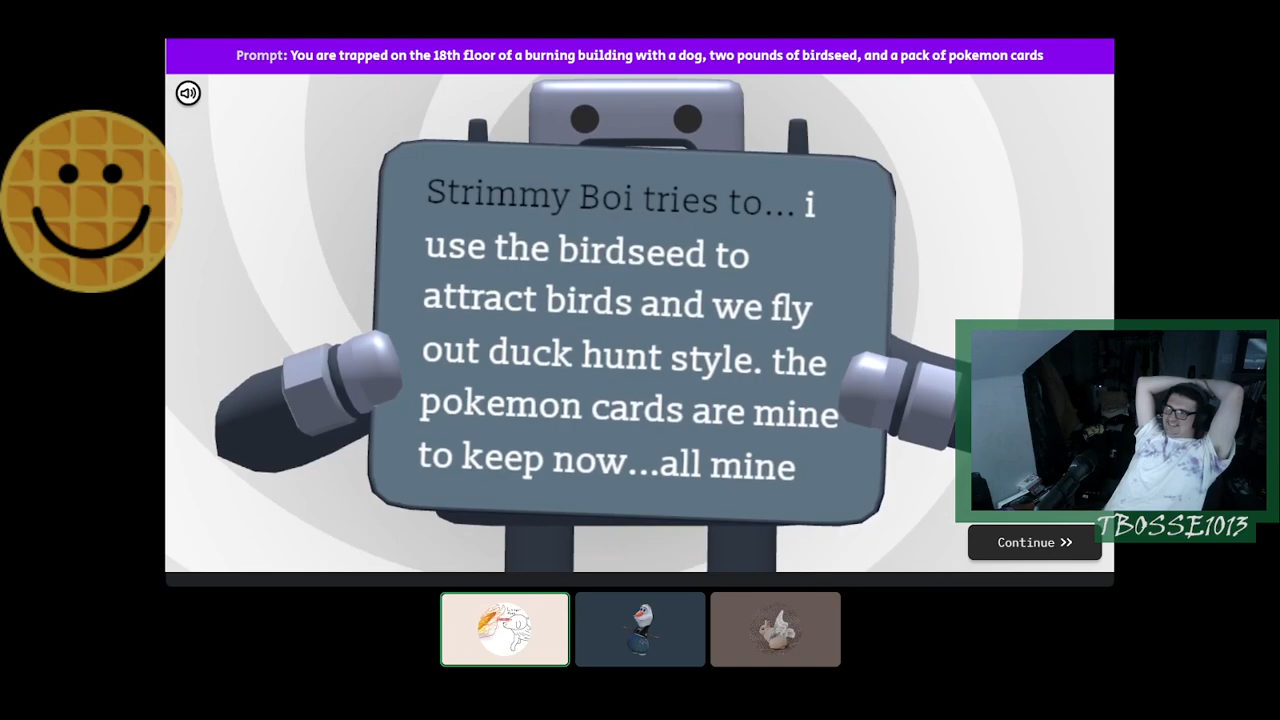 Prompt: You are trapped on the 18th floor of a burning building with a dog, two pounds of birdseed, and a pack of pokemon cards
Strimmy Boi tries to... i
use the birdseed to
attract birds and we fly
out duck hunt style. the
pokemon cards are mine
to keep now...all mine
TBOSSE1013
Continue >>